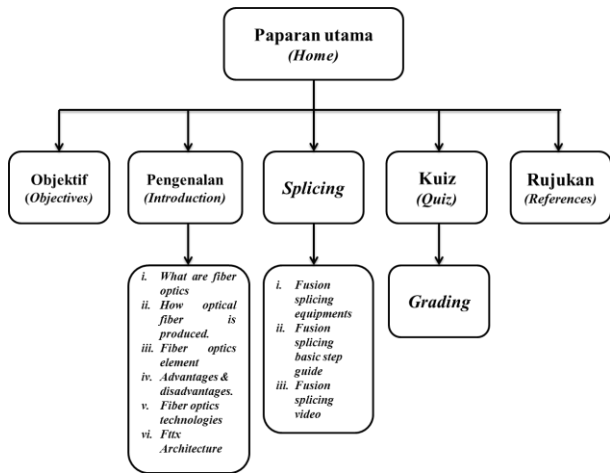 Paparan utama
(Home)
Objektif
(Objectives)
Pengenalan
(Introduction)
Splicing
Kuiz
(Quiz)
Rujukan
(References)
i. What are fiber
optics
ii. How optical
fiber is
produced.
iii. Fiber optics
element
iv. Advantages &
disadvantages.
v. Fiber optics
technologies
vi. Fttx
Architecture
i. Fusion
splicing
equipments
ii. Fusion
splicing
basic step
guide
iii. Fusion
splicing
video
Grading